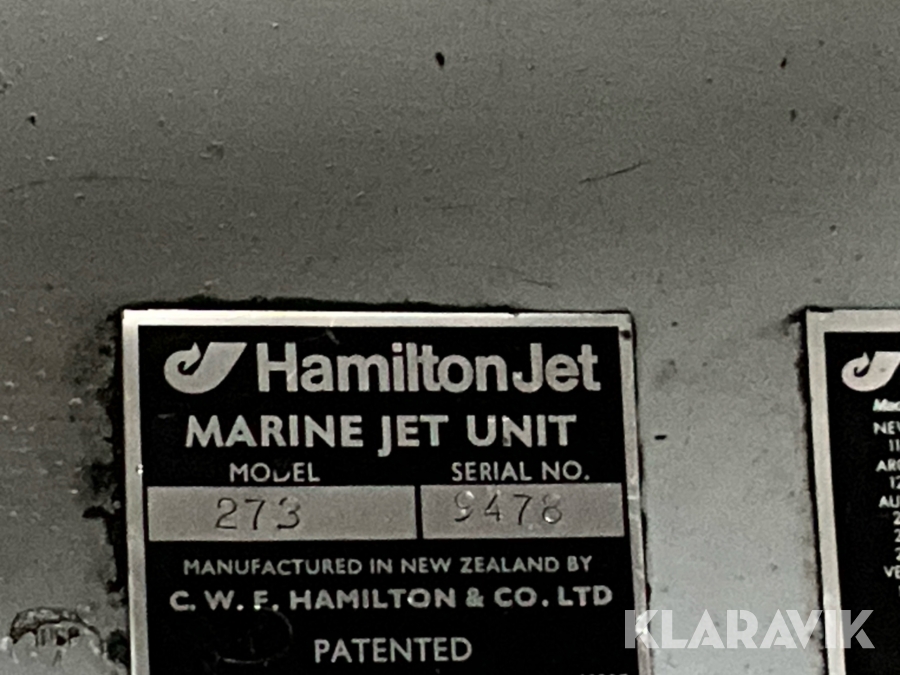 HamiltonJet
MARINE JET UNIT
MODEL SERIAL NO.
273 9478
MANUFACTURED IN NEW ZEALAND BY
C. W. F. HAMILTON & CO. LTD
PATENTED
KLARAVIK